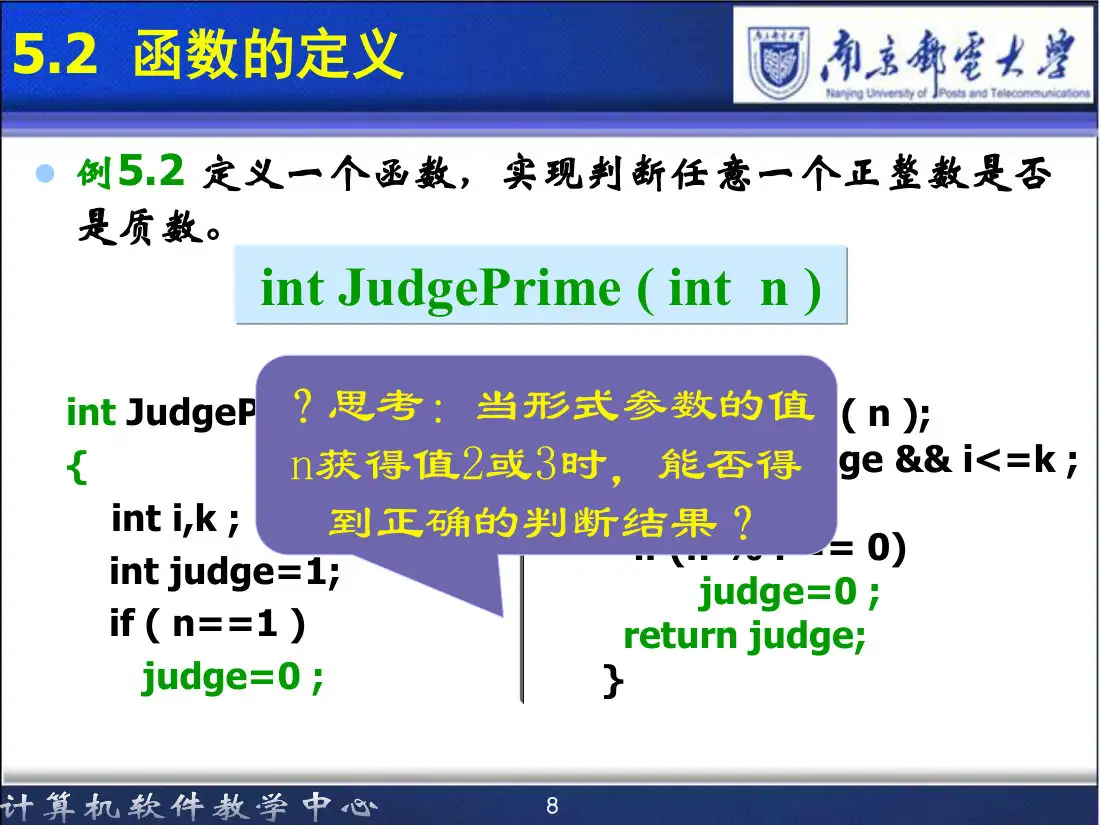 5.2 函数的定义
南京邮电大学
Nanjing University of Posts and Telecommunications
例5.2 定义一个函数，实现判断任意一个正整数是否
是质数。
int JudgePrime ( int n )
int JudgeP
{
int i,k ;
int judge=1;
if ( n==1 )
judge=0 ;
？思考：当形式参数的值
n获得值2或3时，能否得
到正确的判断结果？
( n );
ge && i<=k ;
== 0)
judge=0 ;
return judge;
}
计算机软件教学中心
8